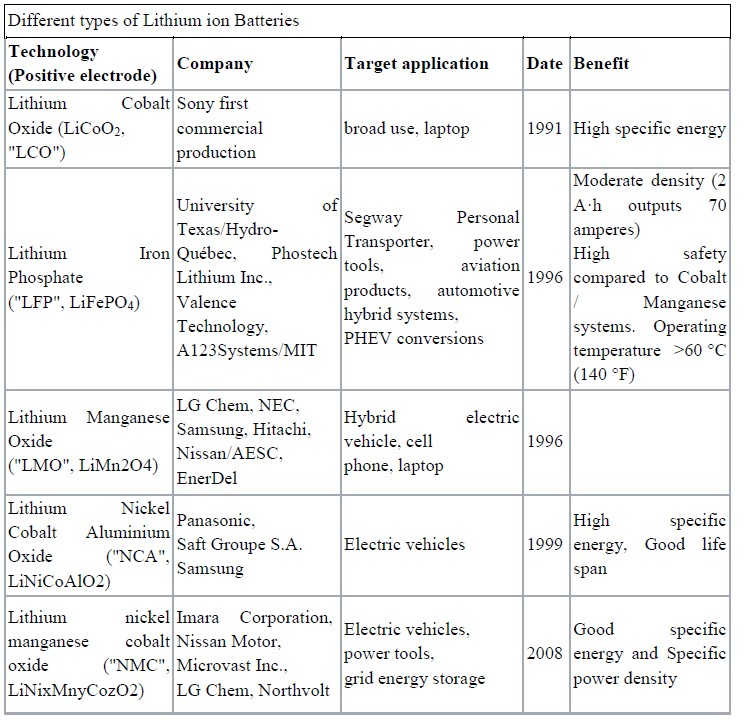 Different types of Lithium ion Batteries
Technology
(Positive electrode)
Company
Target application
Date
Benefit
Lithium Cobalt
Oxide (LiCoO₂,
"LCO")
Sony first
commercial
production
broad use, laptop
1991
High specific energy
Lithium Iron
Phosphate
("LFP", LiFePO₄)
University of
Texas/Hydro-
Québec, Phostech
Lithium Inc.,
Valence
Technology,
A123Systems/MIT
Segway Personal
Transporter, power
tools, aviation
products, automotive
hybrid systems,
PHEV conversions
1996
Moderate density (2
A·h outputs 70
amperes)
High safety
compared to Cobalt
/ Manganese
systems. Operating
temperature >60 °C
(140 °F)
Lithium Manganese
Oxide
("LMO", LiMn2O4)
LG Chem, NEC,
Samsung, Hitachi,
Nissan/AESC,
EnerDel
Hybrid electric
vehicle, cell
phone, laptop
1996
Lithium Nickel
Cobalt Aluminium
Oxide ("NCA",
LiNiCoAlO2)
Panasonic,
Saft Groupe S.A.
Samsung
Electric vehicles
1999
High specific
energy, Good life
span
Lithium nickel
manganese cobalt
oxide ("NMC",
LiNixMnyCozO2)
Imara Corporation,
Nissan Motor,
Microvast Inc.,
LG Chem, Northvolt
Electric vehicles,
power tools,
grid energy storage
2008
Good specific
energy and Specific
power density